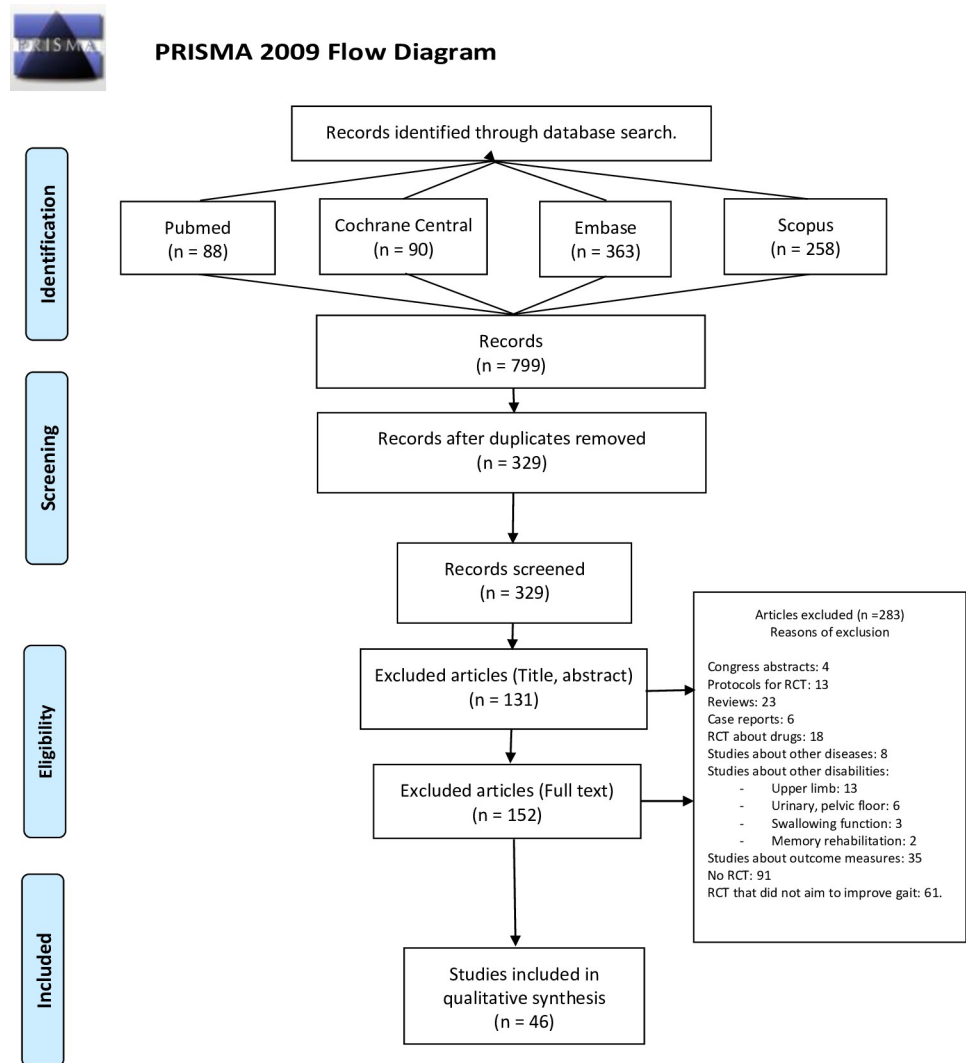 PRISMA
PRISMA 2009 Flow Diagram
Identification
Records identified through database search.
Pubmed
(n = 88)
Cochrane Central
(n = 90)
Embase
(n = 363)
Scopus
(n = 258)
Records
(n = 799)
Screening
Records after duplicates removed
(n = 329)
Records screened
(n = 329)
Eligibility
Excluded articles (Title, abstract)
(n = 131)
Excluded articles (Full text)
(n = 152)
Articles excluded (n =283)
Reasons of exclusion
Congress abstracts: 4
Protocols for RCT: 13
Reviews: 23
Case reports: 6
RCT about drugs: 18
Studies about other diseases: 8
Studies about other disabilities:
- Upper limb: 13
- Urinary, pelvic floor: 6
- Swallowing function: 3
- Memory rehabilitation: 2
Studies about outcome measures: 35
No RCT: 91
RCT that did not aim to improve gait: 61.
Included
Studies included in
qualitative synthesis
(n = 46)